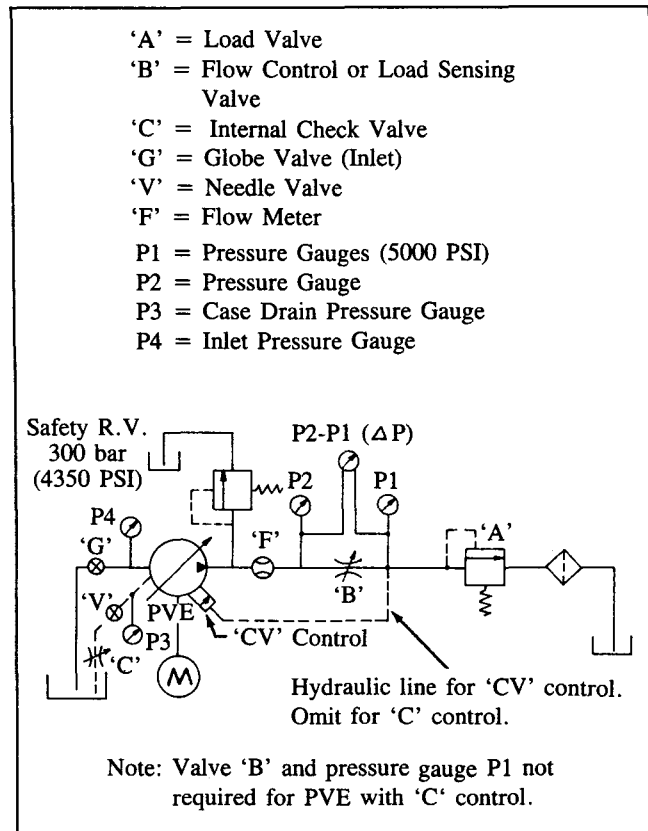 ‘A’ = Load Valve
‘B’ = Flow Control or Load Sensing
Valve
‘C’ = Internal Check Valve
‘G’ = Globe Valve (Inlet)
‘V’ = Needle Valve
‘F’ = Flow Meter
P1 = Pressure Gauges (5000 PSI)
P2 = Pressure Gauge
P3 = Case Drain Pressure Gauge
P4 = Inlet Pressure Gauge
Safety R.V.
300 bar
(4350 PSI)
P2-P1 (ΔP)
P2
P1
P4
‘G’
‘F’
‘A’
‘B’
‘V’
PVE
P3
‘C’
‘CV’ Control
M
Hydraulic line for ‘CV’ control.
Omit for ‘C’ control.
Note: Valve ‘B’ and pressure gauge P1 not
required for PVE with ‘C‘ control.